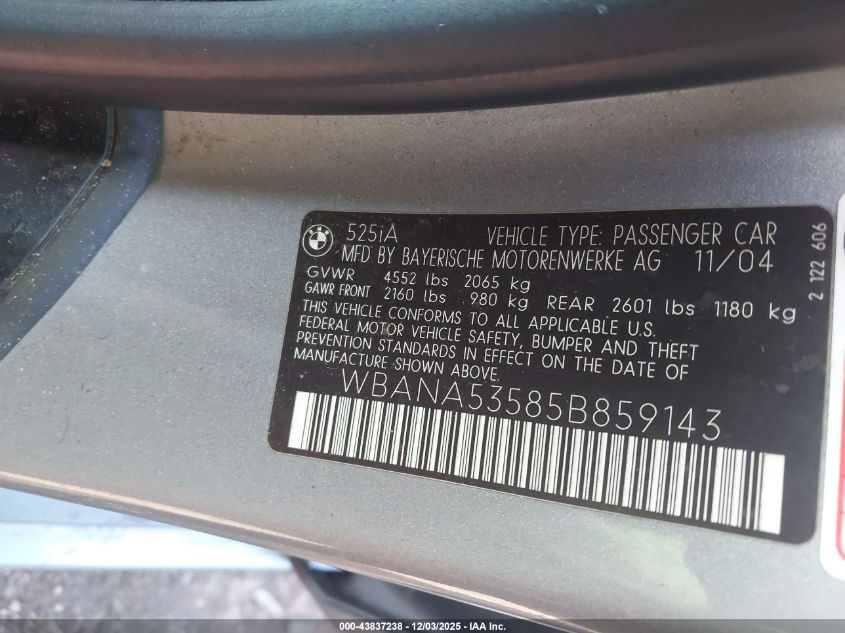 525iA VEHICLE TYPE: PASSENGER CAR
MFD BY BAYERISCHE MOTORENWERKE AG 11/04
GVWR 4552 lbs 2065 kg
GAWR FRONT 2160 lbs 980 kg REAR 2601 lbs 1180 kg
THIS VEHICLE CONFORMS TO ALL APPLICABLE U.S.
FEDERAL MOTOR VEHICLE SAFETY, BUMPER AND THEFT
PREVENTION STANDARDS IN EFFECT ON THE DATE OF
MANUFACTURE SHOWN ABOVE.
WBANA53585B859143
2 122 606
000-43837238 - 12/03/2025 - IAA Inc.